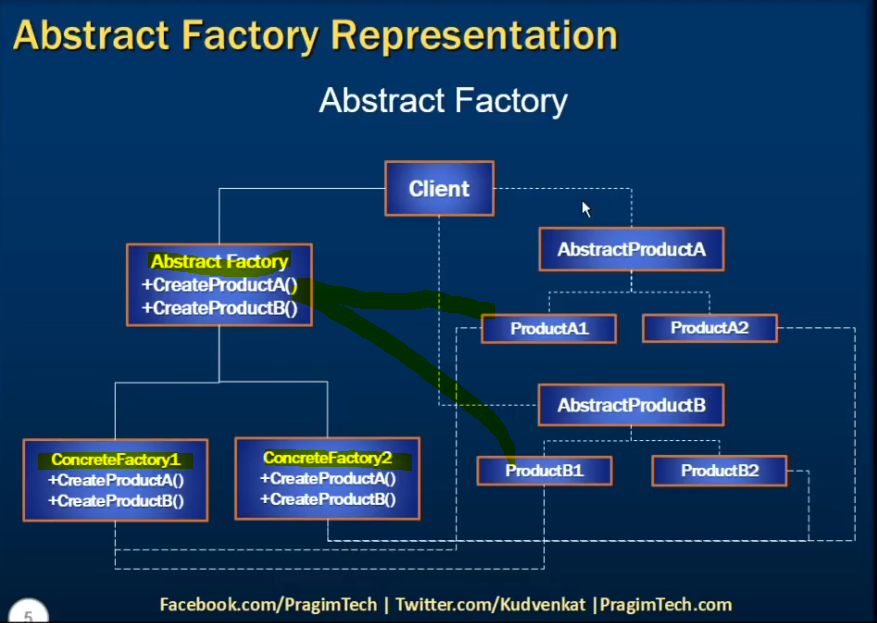 Abstract Factory Representation
Abstract Factory
Client
AbstractProductA
Abstract Factory
+CreateProductA()
+CreateProductB()
ProductA1
ProductA2
AbstractProductB
ConcreteFactory1
+CreateProductA()
+CreateProductB()
ConcreteFactory2
+CreateProductA()
+CreateProductB()
ProductB1
ProductB2
Facebook.com/PragimTech | Twitter.com/Kudvenkat |PragimTech.com
5